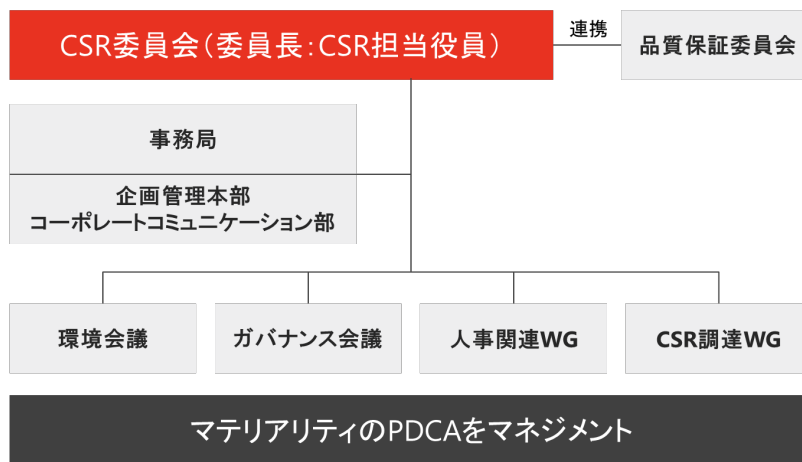 CSR委員会(委員長:CSR担当役員)
連携
品質保証委員会
事務局
企画管理本部
コーポレートコミュニケーション部
環境会議
ガバナンス会議
人事関連WG
CSR調達WG
マテリアリティのPDCAをマネジメント